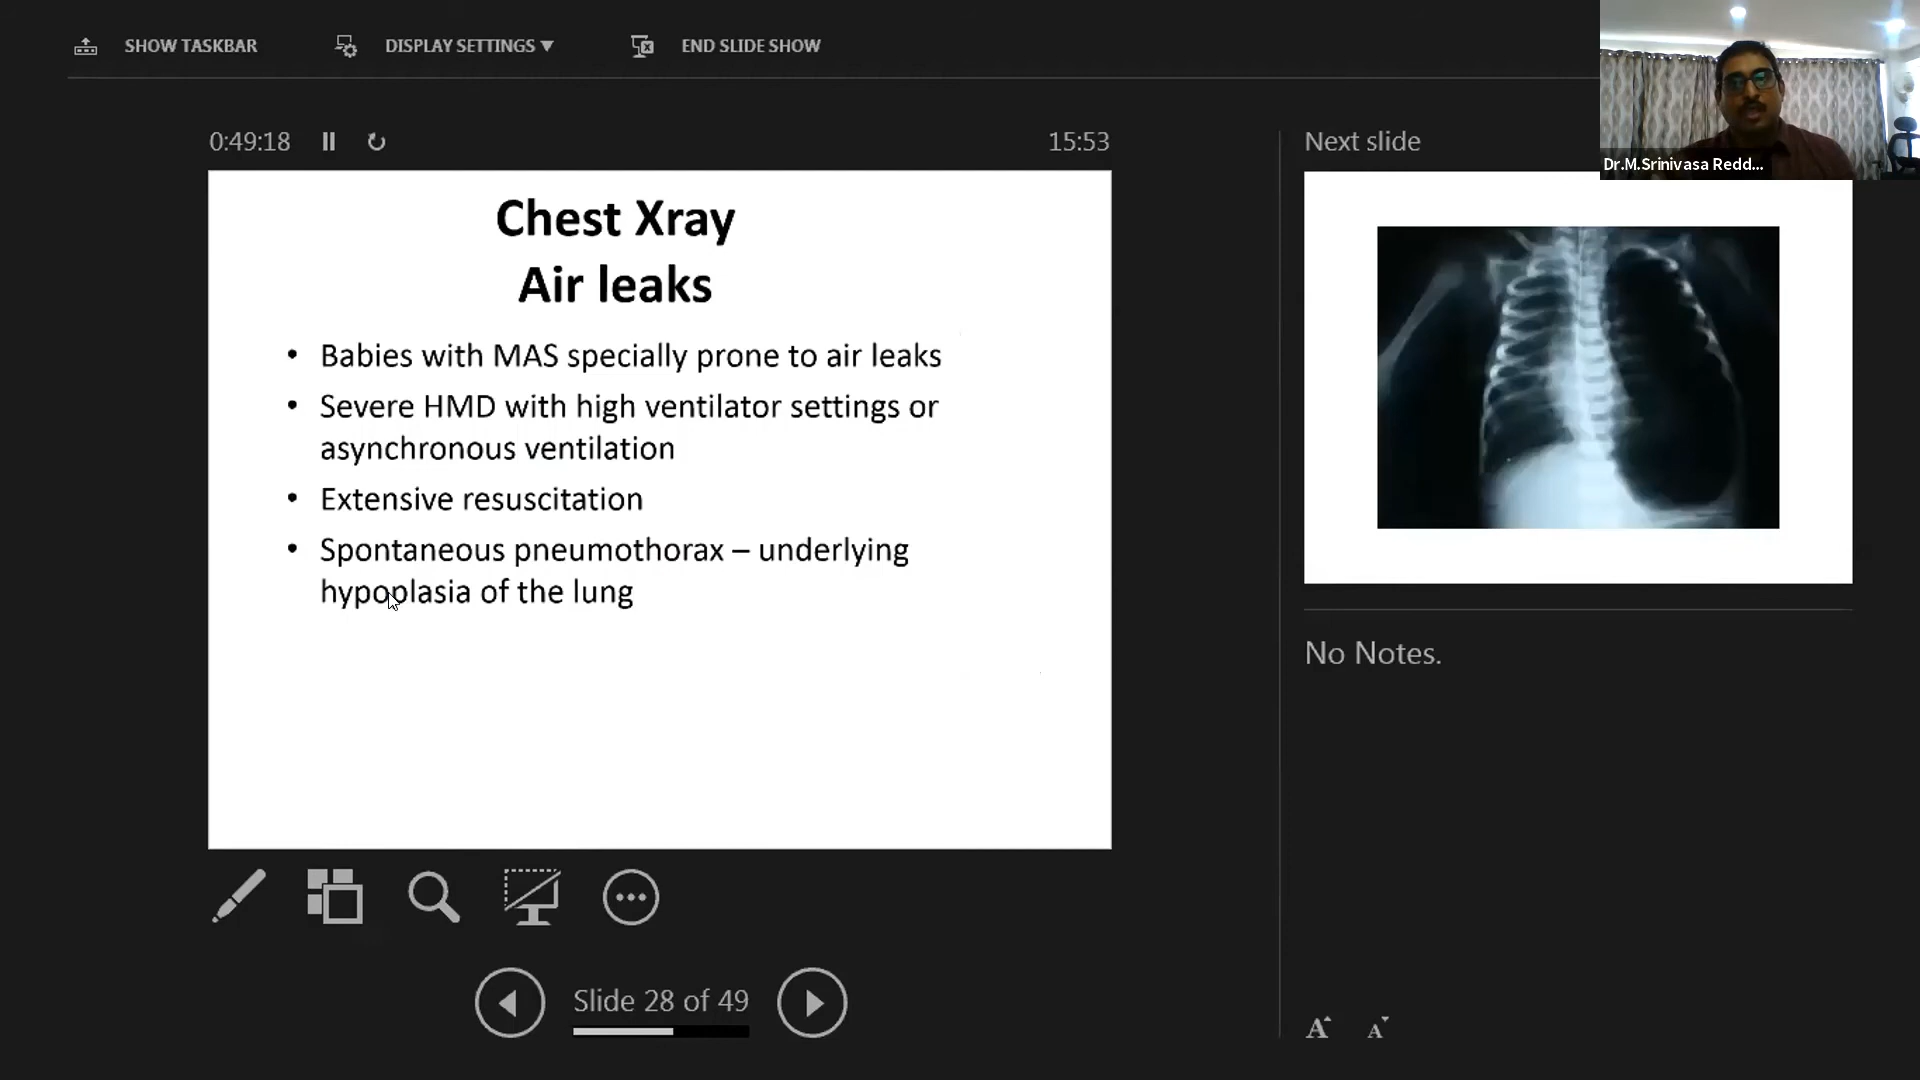 SHOW TASKBAR
DISPLAY SETTINGS ▼
END SLIDE SHOW
0:49:18
15:53
Next slide
Dr.M.Srinivasa Redd...
Chest Xray
Air leaks
• Babies with MAS specially prone to air leaks
• Severe HMD with high ventilator settings or
asynchronous ventilation
• Extensive resuscitation
• Spontaneous pneumothorax – underlying
hypoplasia of the lung
No Notes.
Slide 28 of 49
A A